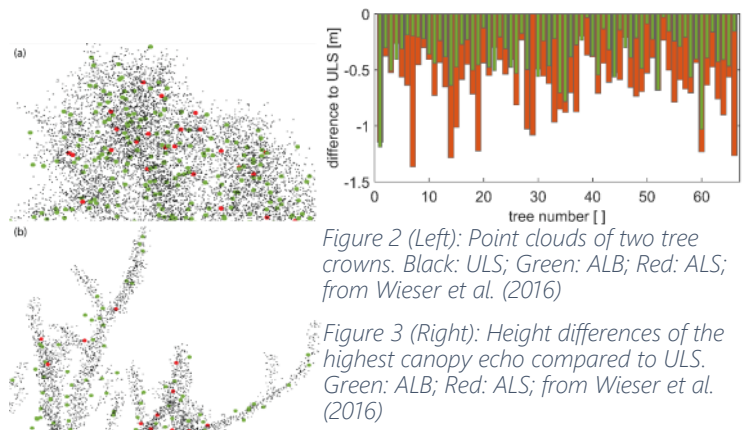 (a)
(b)
0
-0.5
-1
-1.5
difference to ULS [m]
0 10 20 30 40 50 60
tree number [ ]
Figure 2 (Left): Point clouds of two tree
crowns. Black: ULS; Green: ALB; Red: ALS;
from Wieser et al. (2016)
Figure 3 (Right): Height differences of the
highest canopy echo compared to ULS.
Green: ALB; Red: ALS; from Wieser et al.
(2016)